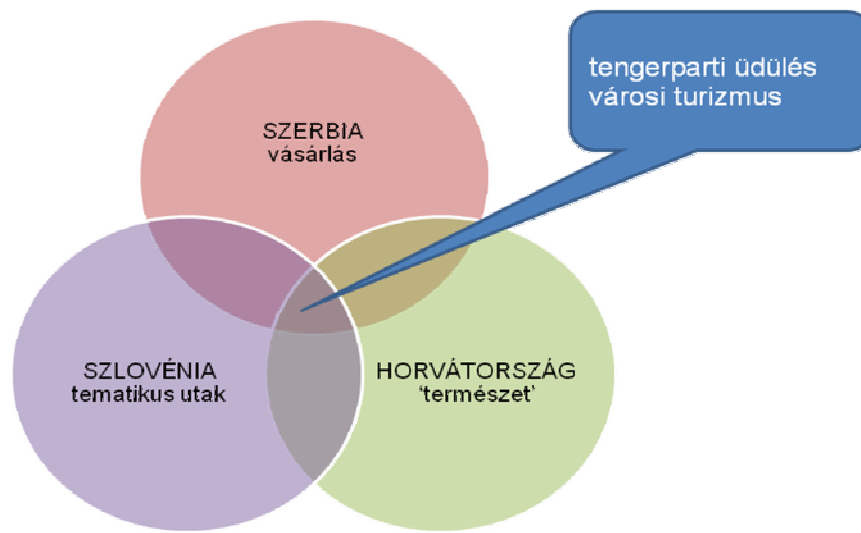 tengerparti üdülés
városi turizmus
SZERBIA
vásárlás
SZLOVÉNIA
tematikus utak
HORVÁTORSZÁG
‘természet’